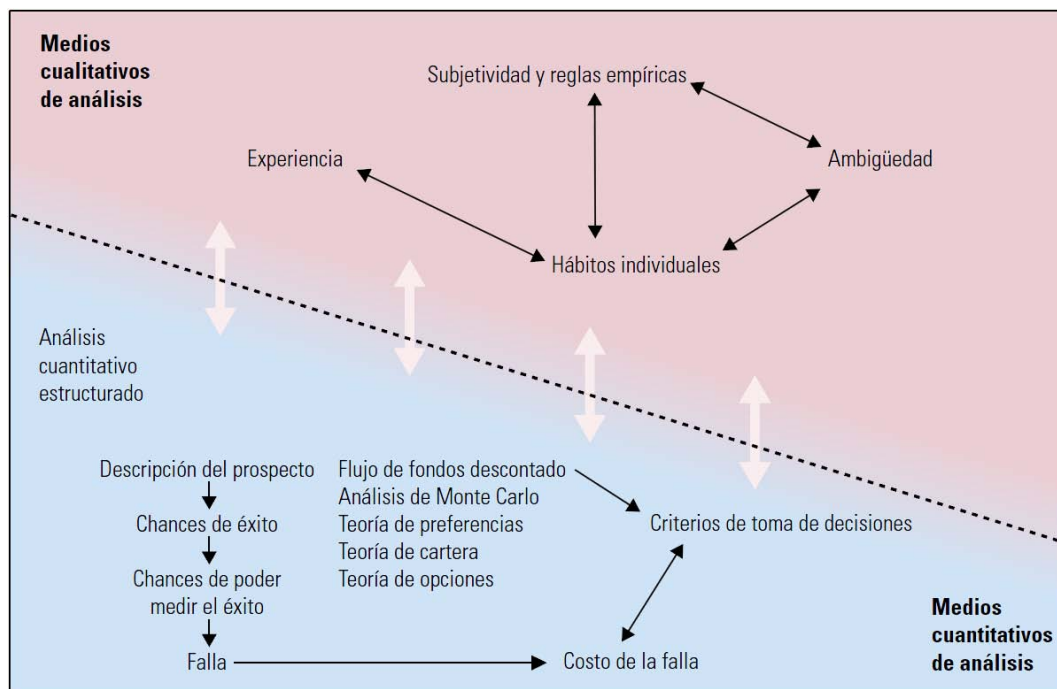 Medios
cualitativos
de análisis
Subjetividad y reglas empíricas
Experiencia
Ambigüedad
Hábitos individuales
Análisis
cuantitativo
estructurado
Descripción del prospecto
Chances de éxito
Chances de poder
medir el éxito
Falla
Flujo de fondos descontado
Análisis de Monte Carlo
Teoría de preferencias
Teoría de cartera
Teoría de opciones
Criterios de toma de decisiones
Costo de la falla
Medios
cuantitativos
de análisis